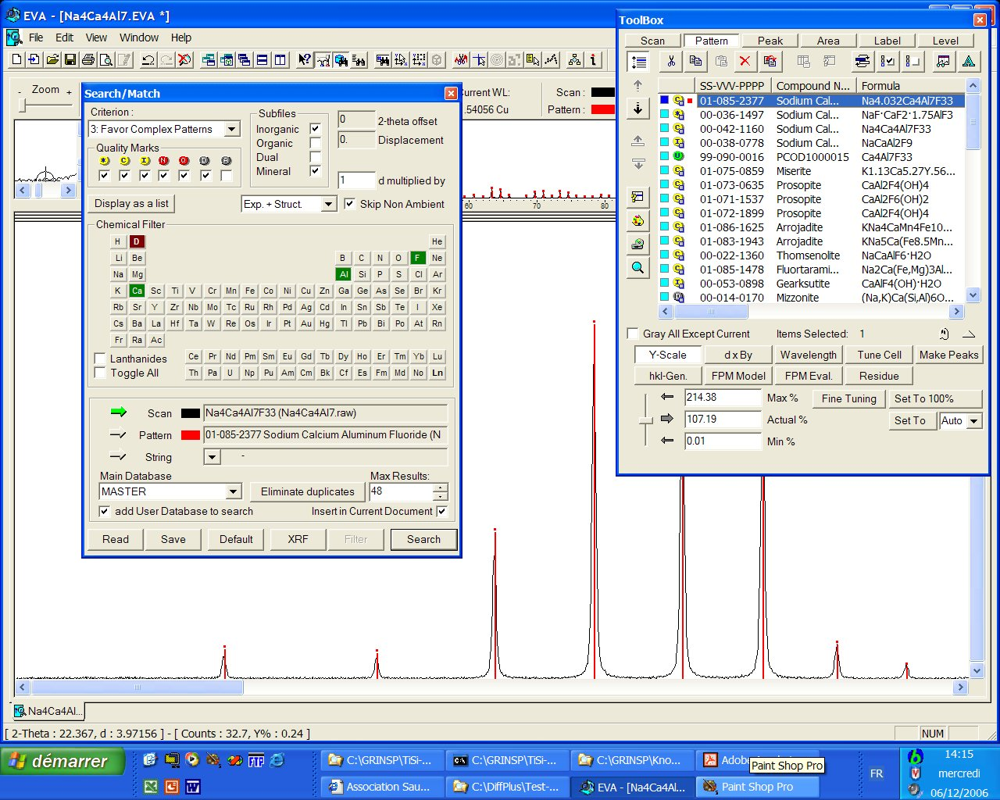 EVA - [Na4Ca4Al7.EVA *]
File Edit View Window Help
- Zoom +
Current WL:
.54056 Cu
Scan :
Pattern :
60 70 80
Search/Match
Criterion :
3: Favor Complex Patterns
Quality Marks
Subfiles
Inorganic
Organic
Dual
Mineral
0 2-theta offset
0. Displacement
1 d multiplied by
Display as a list
Exp. + Struct.
Skip Non Ambient
Chemical Filter
H D He
Li Be B C N O F Ne
Na Mg Al Si P S Cl Ar
K Ca Sc Ti V Cr Mn Fe Co Ni Cu Zn Ga Ge As Se Br Kr
Rb Sr Y Zr Nb Mo Tc Ru Rh Pd Ag Cd In Sn Sb Te I Xe
Cs Ba La Hf Ta W Re Os Ir Pt Au Hg Tl Pb Bi Po At Rn
Fr Ra Ac
Lanthanides
Ce Pr Nd Pm Sm Eu Gd Tb Dy Ho Er Tm Yb Lu
Toggle All
Th Pa U Np Pu Am Cm Bk Cf Es Fm Md No Ln
Scan Na4Ca4Al7F33 (Na4Ca4Al7.raw)
Pattern 01-085-2377 Sodium Calcium Aluminum Fluoride (N
String -
Main Database
Max Results:
MASTER
Eliminate duplicates
48
add User Database to search
Insert in Current Document
Read Save Default XRF Filter Search
ToolBox
Scan Pattern Peak Area Label Level
SS-VVV-PPPP Compound N... Formula
01-085-2377 Sodium Cal... Na4.032Ca4Al7F33
00-036-1497 Sodium Cal... NaF·CaF2·1.75AlF3
00-042-1160 Sodium Cal... Na4Ca4Al7F33
00-038-0778 Sodium Cal... NaCaAl2F9
99-090-0016 PCOD1000015 Ca4Al7F33
01-075-0859 Miserite K1.13Ca5.27Y.56...
01-073-0635 Prosopite CaAl2F4(OH)4
01-071-1537 Prosopite CaAl2F6(OH)2
01-072-1899 Prosopite CaAl2F4(OH)4
01-086-1625 Arrojadite KNa4CaMn4Fe10...
01-083-1943 Arrojadite KNa5Ca(Fe8.5Mn...
00-022-1360 Thomsenolite NaCaAlF6·H2O
01-085-1478 Fluortarami... Na2Ca(Fe,Mg)3Al...
00-053-0898 Gearksutite CaAlF4(OH)·H2O
00-014-0170 Mizzonite (Na,K)Ca(Si,Al)6O...
Gray All Except Current
Items Selected: 1
Y-Scale d x By Wavelength Tune Cell Make Peaks
hkl-Gen. FPM Model FPM Eval. Residue
214.38 Max % Fine Tuning Set To 100%
107.19 Actual % Set To Auto
0.01 Min %
Na4Ca4Al...
[ 2-Theta : 22.367, d : 3.97156 ] - [ Counts : 32.7, Y% : 0.24 ]
NUM
démarrer
FTP
C:\GRINSP\TiSi-...
C:\GRINSP\TiSi-...
C:\GRINSP\Kno...
Adob
Paint Shop Pro
Association Sau...
C:\DiffPlus\Test-...
EVA - [Na4Ca4Al...
Paint Shop Pro
FR
14:15
mercredi
06/12/2006